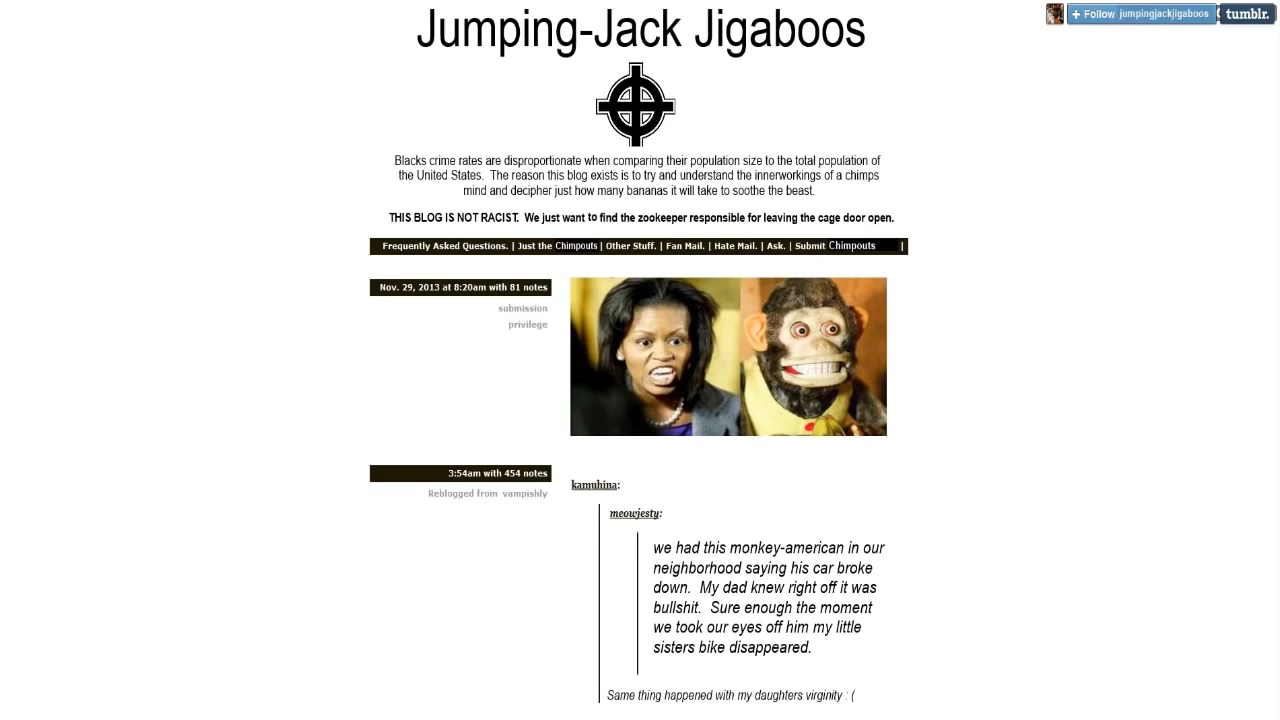 Jumping-Jack Jigaboos
+ Follow jumpingjackjigaboos
tumblr.
Blacks crime rates are disproportionate when comparing their population size to the total population of
the United States. The reason this blog exists is to try and understand the innerworkings of a chimps
mind and decipher just how many bananas it will take to soothe the beast.
THIS BLOG IS NOT RACIST. We just want to find the zookeeper responsible for leaving the cage door open.
Frequently Asked Questions. | Just the Chimpouts | Other Stuff. | Fan Mail. | Hate Mail. | Ask. | Submit Chimpouts |
Nov. 29, 2013 at 8:20am with 81 notes
submission
privilege
3:54am with 454 notes
Reblogged from vampishly
kamuhina:
meowjesty:
we had this monkey-american in our
neighborhood saying his car broke
down. My dad knew right off it was
bullshit. Sure enough the moment
we took our eyes off him my little
sisters bike disappeared.
Same thing happened with my daughters virginity : (